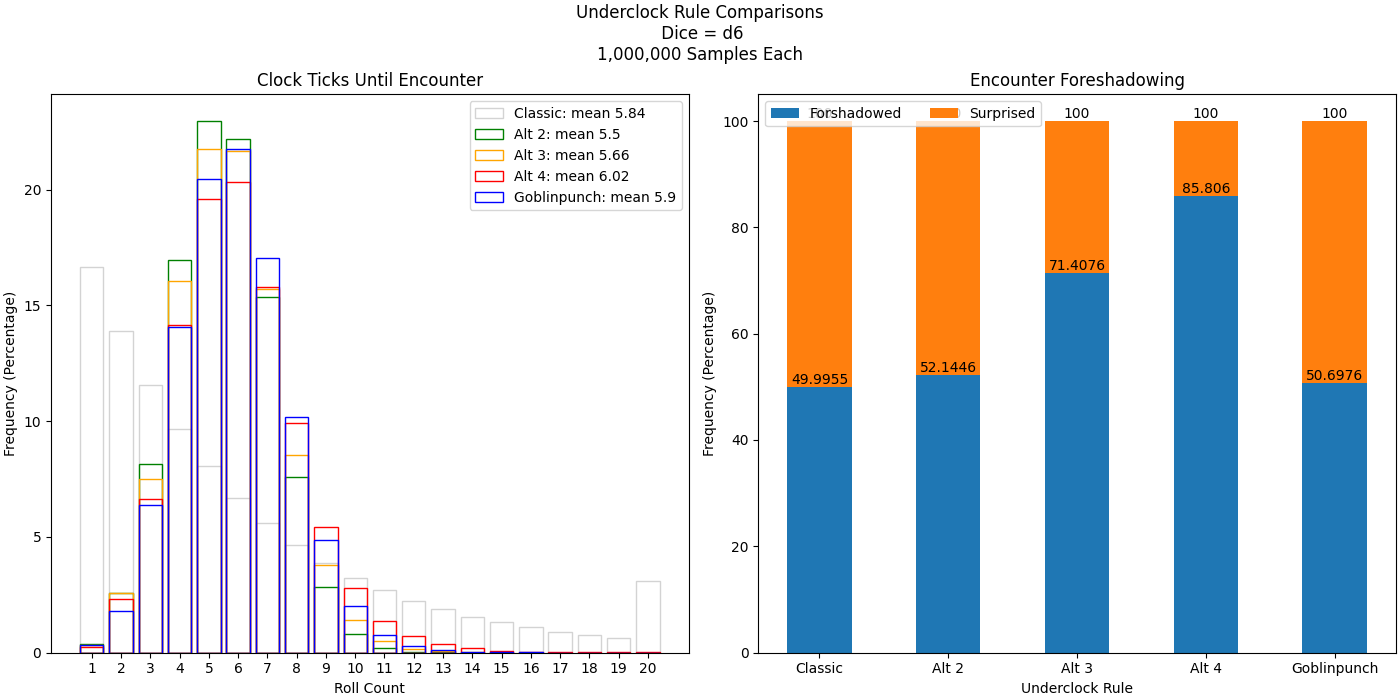 Underclock Rule Comparisons
Dice = d6
1,000,000 Samples Each
Clock Ticks Until Encounter
Classic: mean 5.84
Alt 2: mean 5.5
Alt 3: mean 5.66
Alt 4: mean 6.02
Goblinpunch: mean 5.9
Frequency (Percentage)
20
15
10
5
0
1 2 3 4 5 6 7 8 9 10 11 12 13 14 15 16 17 18 19 20
Roll Count
Encounter Foreshadowing
Forshadowed Surprised
100 100 100
Frequency (Percentage)
100
80
60
40
20
0
49.9955
52.1446
71.4076
85.806
50.6976
Classic Alt 2 Alt 3 Alt 4 Goblinpunch
Underclock Rule